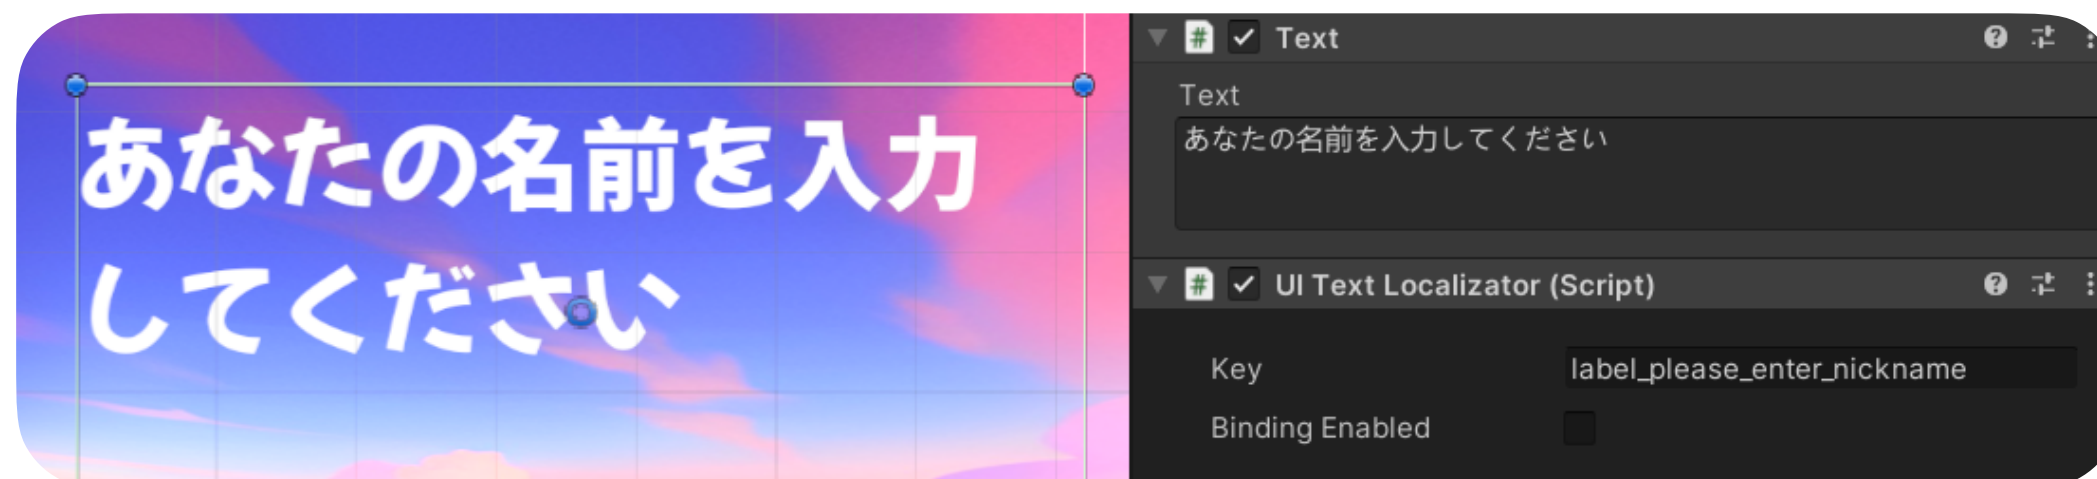 あなたの名前を入力
してください
Text
Text
あなたの名前を入力してください
UI Text Localizator (Script)
Key label_please_enter_nickname
Binding Enabled